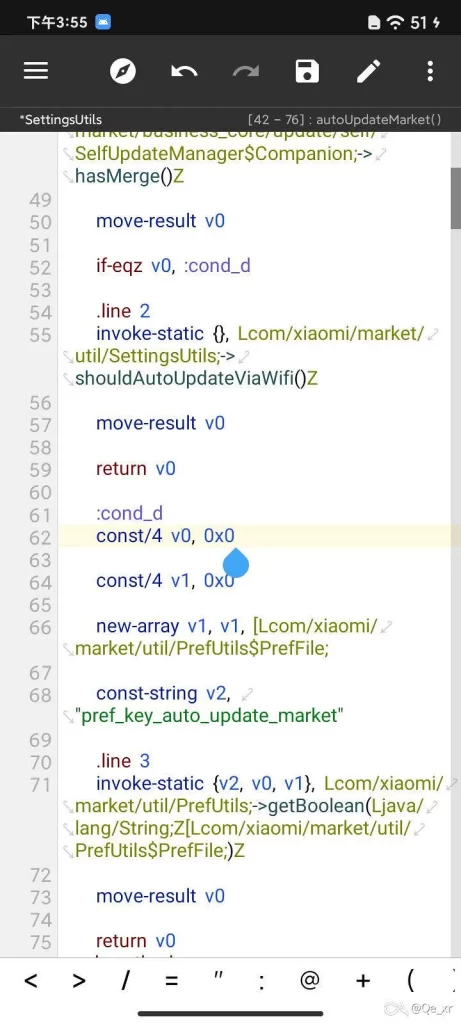 下午3:55
51
*SettingsUtils
[42 – 76] : autoUpdateMarket()
market/business_core/update/self/
SelfUpdateManager$Companion;->
hasMerge()Z
49
50 move-result v0
51
52 if-eqz v0, :cond_d
53
54 .line 2
55 invoke-static {}, Lcom/xiaomi/market/
util/SettingsUtils;->
shouldAutoUpdateViaWifi()Z
56
57 move-result v0
58
59 return v0
60
61 :cond_d
62 const/4 v0, 0x0
63
64 const/4 v1, 0x0
65
66 new-array v1, v1, [Lcom/xiaomi/
market/util/PrefUtils$PrefFile;
67
68 const-string v2,
"pref_key_auto_update_market"
69
70 .line 3
71 invoke-static {v2, v0, v1}, Lcom/xiaomi/
market/util/PrefUtils;->getBoolean(Ljava/
lang/String;Z[Lcom/xiaomi/market/util/
PrefUtils$PrefFile;)Z
72
73 move-result v0
74
75 return v0
< > / = " : @ + (
@Qe_xr